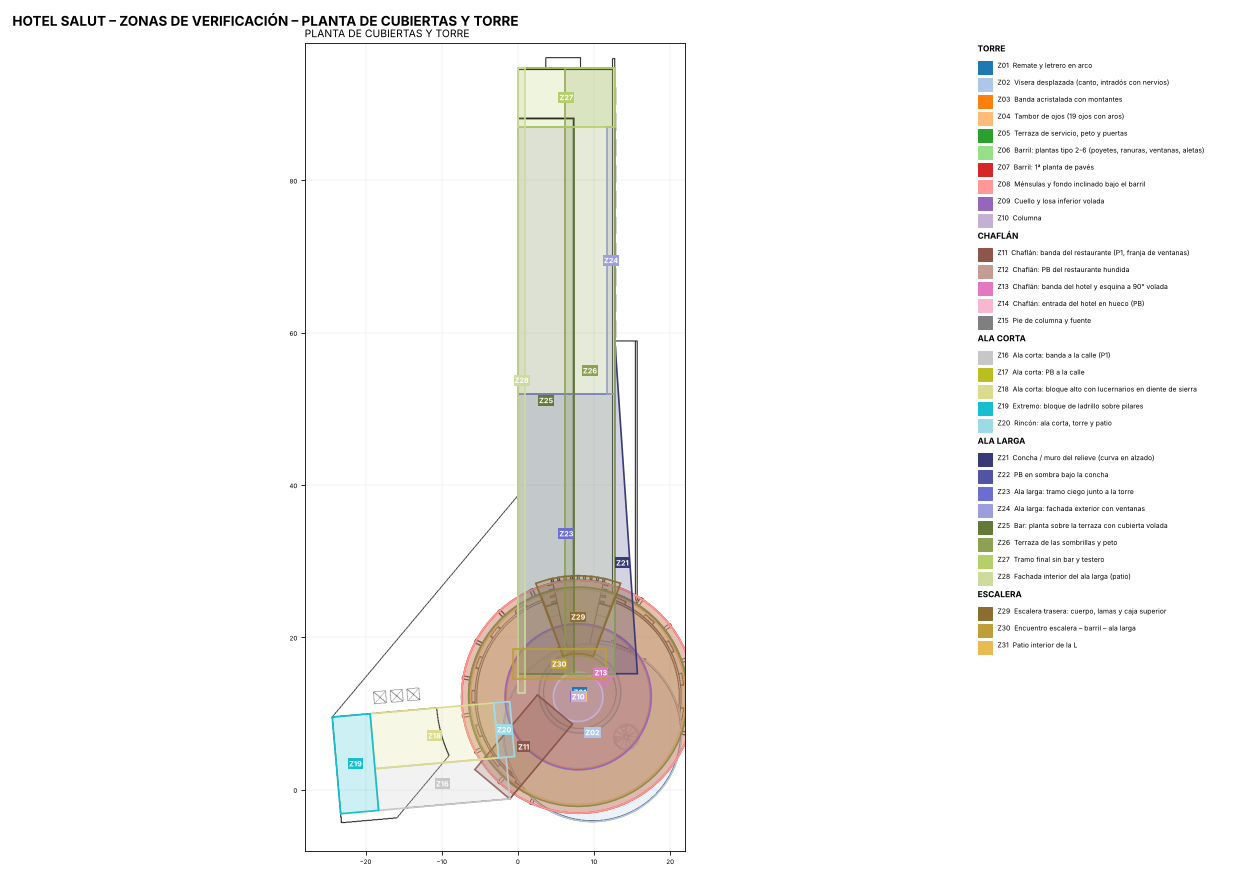 HOTEL SALUT – ZONAS DE VERIFICACIÓN – PLANTA DE CUBIERTAS Y TORRE
PLANTA DE CUBIERTAS Y TORRE
TORRE
Z01 Remate y letrero en arco
Z02 Visera desplazada (canto, intradós con nervios)
Z03 Banda acristalada con montantes
Z04 Tambor de ojos (19 ojos con aros)
Z05 Terraza de servicio, peto y puertas
Z06 Barril: plantas tipo 2-6 (poyetes, ranuras, ventanas, aletas)
Z07 Barril: 1ª planta de pavés
Z08 Ménsulas y fondo inclinado bajo el barril
Z09 Cuello y losa inferior volada
Z10 Columna
CHAFLÁN
Z11 Chaflán: banda del restaurante (P1, franja de ventanas)
Z12 Chaflán: PB del restaurante hundida
Z13 Chaflán: banda del hotel y esquina a 90° volada
Z14 Chaflán: entrada del hotel en hueco (PB)
Z15 Pie de columna y fuente
ALA CORTA
Z16 Ala corta: banda a la calle (P1)
Z17 Ala corta: PB a la calle
Z18 Ala corta: bloque alto con lucernarios en diente de sierra
Z19 Extremo: bloque de ladrillo sobre pilares
Z20 Rincón: ala corta, torre y patio
ALA LARGA
Z21 Concha / muro del relieve (curva en alzado)
Z22 PB en sombra bajo la concha
Z23 Ala larga: tramo ciego junto a la torre
Z24 Ala larga: fachada exterior con ventanas
Z25 Bar: planta sobre la terraza con cubierta volada
Z26 Terraza de las sombrillas y peto
Z27 Tramo final sin bar y testero
Z28 Fachada interior del ala larga (patio)
ESCALERA
Z29 Escalera trasera: cuerpo, lamas y caja superior
Z30 Encuentro escalera – barril – ala larga
Z31 Patio interior de la L
Z27
80
Z24
60
Z26
Z28
Z25
40
Z23
Z21
Z29
20
Z30
Z13
Z10
Z20
Z02
Z18
Z11
Z19
Z16
0
−20
−10
0
10
20